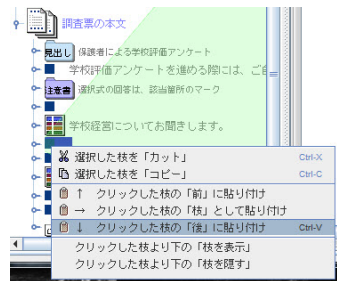 調査票の本文
見出し 保護者による学校評価アンケート
学校評価アンケートを進める際には、ご
注意書 選択式の回答は、該当箇所のマーク
学校経営についてお聞きします。
選択した枝を「カット」 Ctrl-X
選択した枝を「コピー」 Ctrl-C
↑ クリックした枝の「前」に貼り付け
→ クリックした枝の「枝」として貼り付け
↓ クリックした枝の「後」に貼り付け Ctrl-V
クリックした枝より下の「枝を表示」
クリックした枝より下の「枝を隠す」